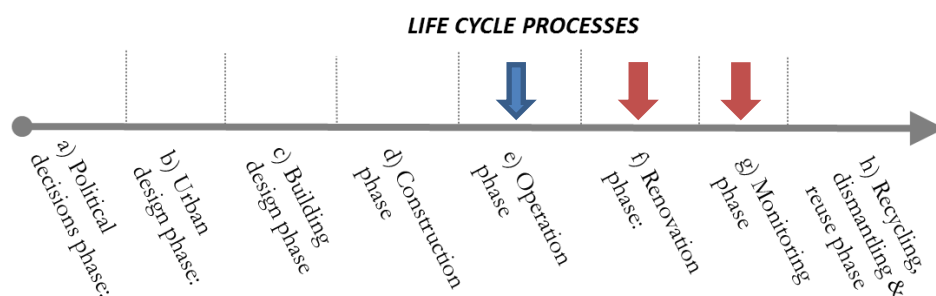 LIFE CYCLE PROCESSES
a) Political
decisions phase:
b) Urban
design phase:
c) Building
design phase
d) Construction
phase
e) Operation
phase
f) Renovation
phase:
g) Monitoring
phase
h) Recycling,
dismantling &
reuse phase